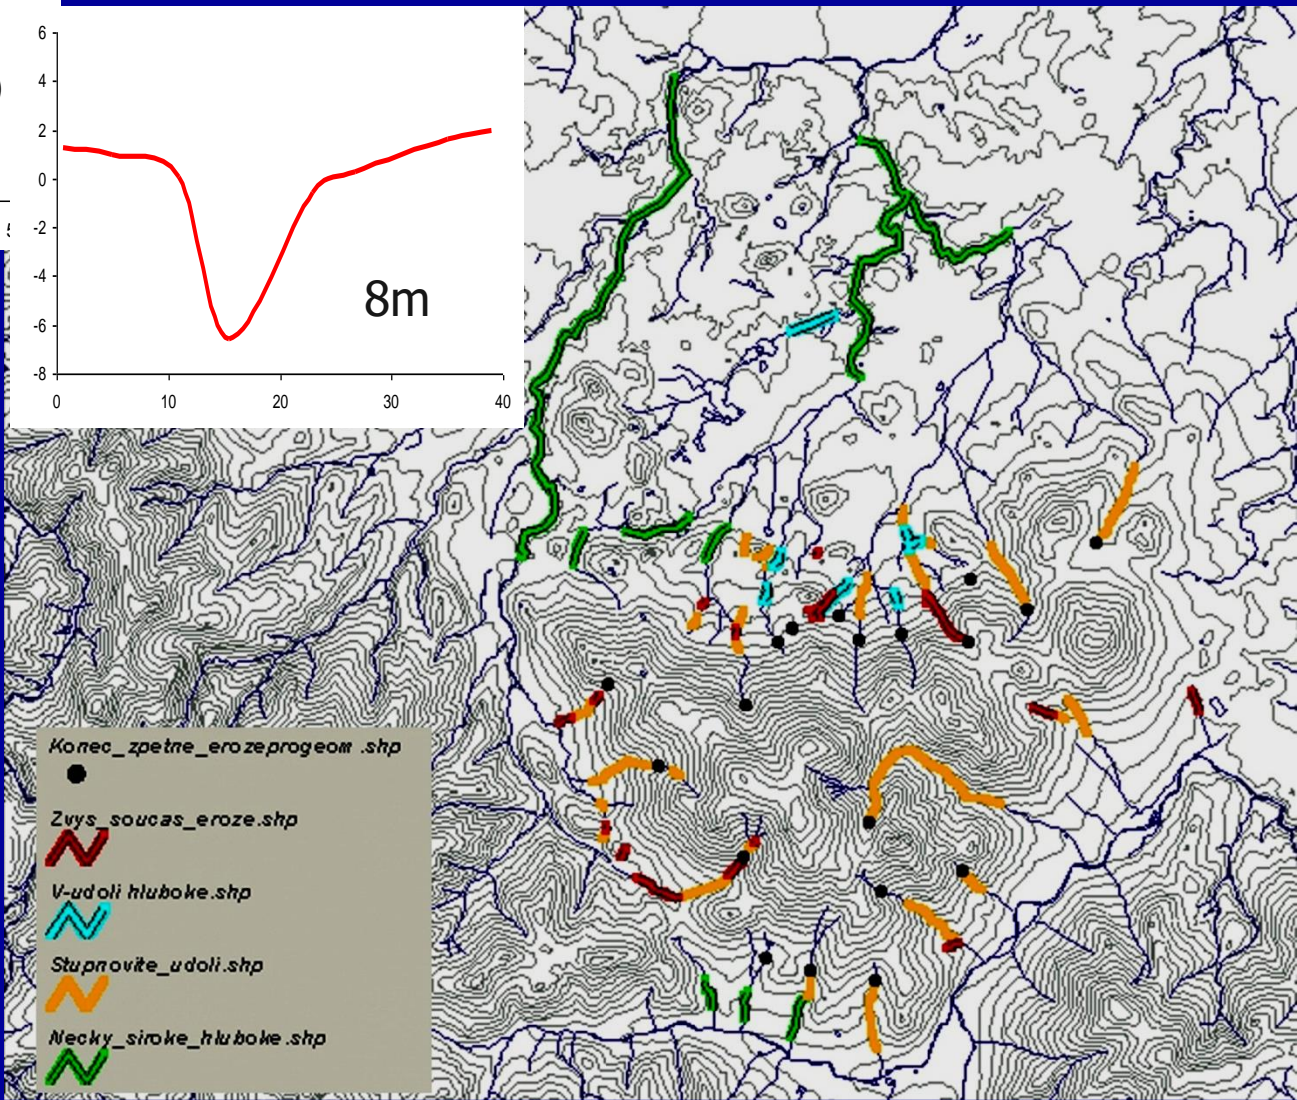 6
4
2
0
-2
-4
-6
-8
0 10 20 30 40
8m
Konec_zpetne_erozeprogeom .shp
Zvys_soucas_eroze.shp
V-udoli hluboke.shp
Stupnovite_udoli.shp
Necky_siroke_hluboke.shp